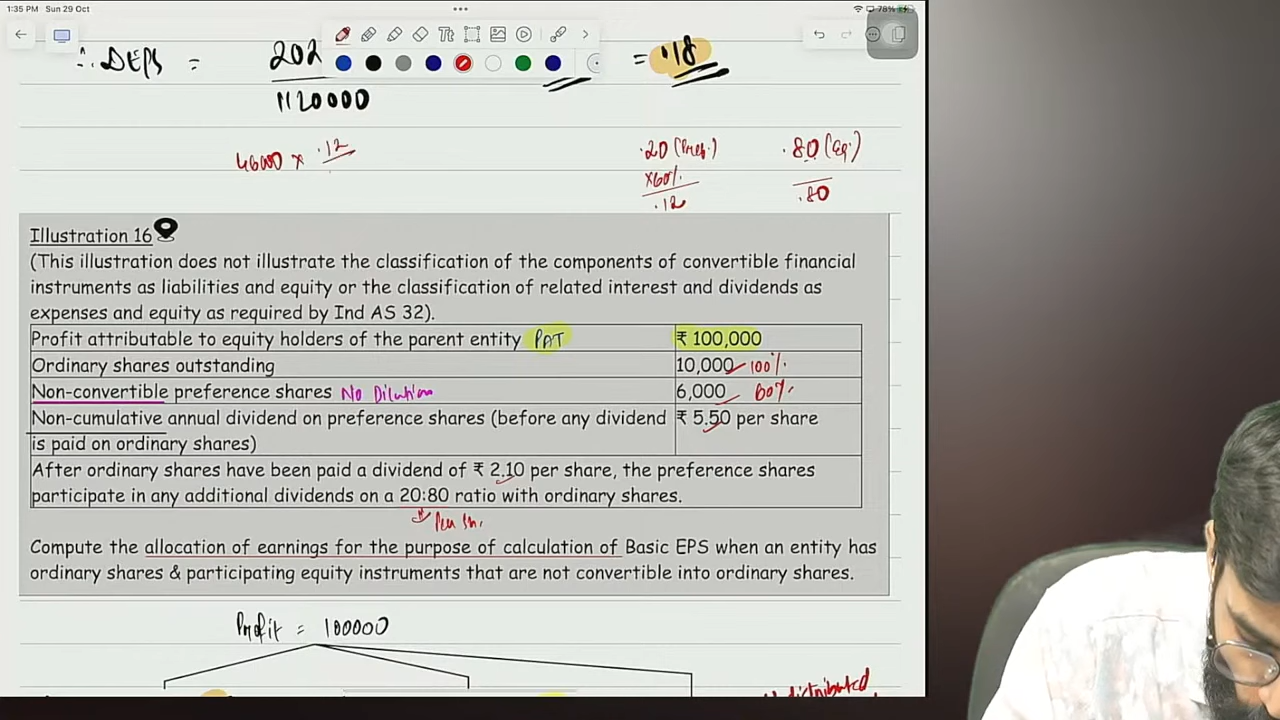 1:35 PM Sun 29 Oct
78%
∴ DEPS = 202 = .18
1120000
4600 × .12
.20 (Pref.) .80 (Eq.)
×60%
.12 .80
Illustration 16
(This illustration does not illustrate the classification of the components of convertible financial
instruments as liabilities and equity or the classification of related interest and dividends as
expenses and equity as required by Ind AS 32).
Profit attributable to equity holders of the parent entity PAT ₹ 100,000
Ordinary shares outstanding 10,000 100%
Non-convertible preference shares No Dilution 6,000 60%
Non-cumulative annual dividend on preference shares (before any dividend ₹ 5.50 per share
is paid on ordinary shares)
After ordinary shares have been paid a dividend of ₹ 2.10 per share, the preference shares
participate in any additional dividends on a 20:80 ratio with ordinary shares.
Per sh.
Compute the allocation of earnings for the purpose of calculation of Basic EPS when an entity has
ordinary shares & participating equity instruments that are not convertible into ordinary shares.
Profit = 100000